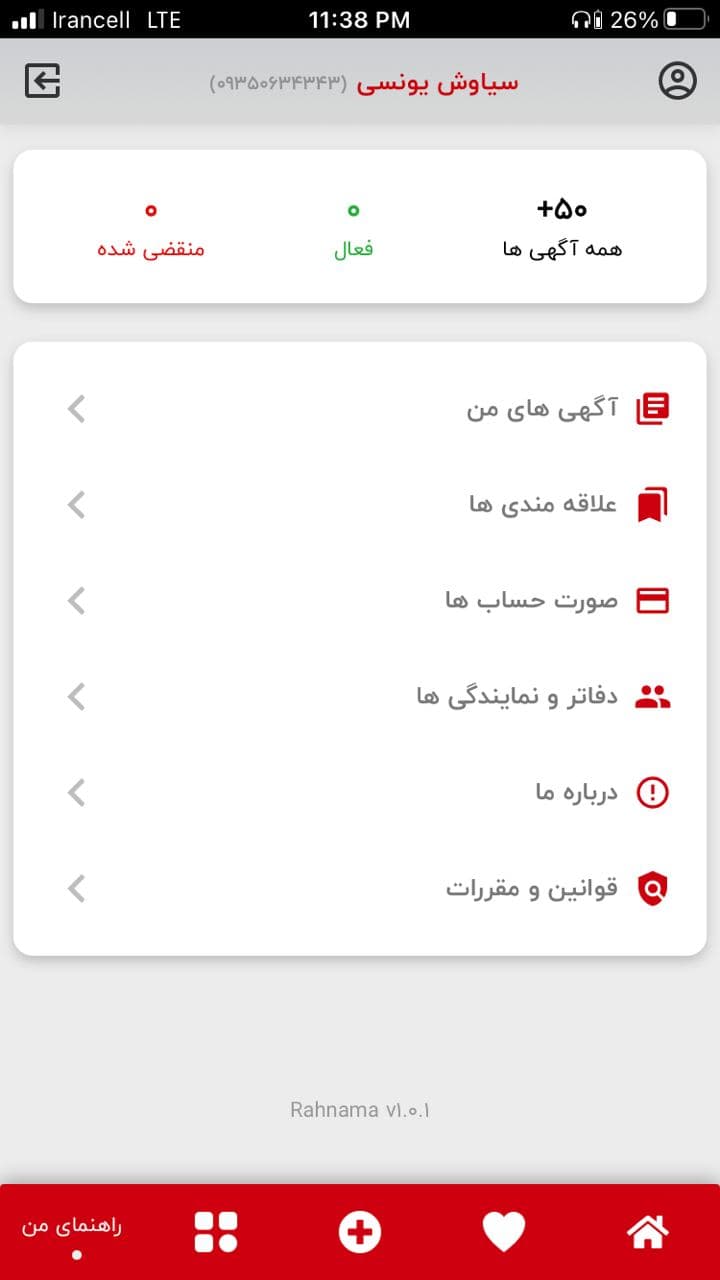 Irancell LTE 11:38 PM 26%
سیاوش یونسی (۰۹۳۵۰۶۳۴۳۴۳)
+۵۰ ۰ ۰
همه آگهی ها فعال منقضی شده
آگهی های من
علاقه مندی ها
صورت حساب ها
دفاتر و نمایندگی ها
درباره ما
قوانین و مقررات
Rahnama v۱.۰.۱
راهنمای من